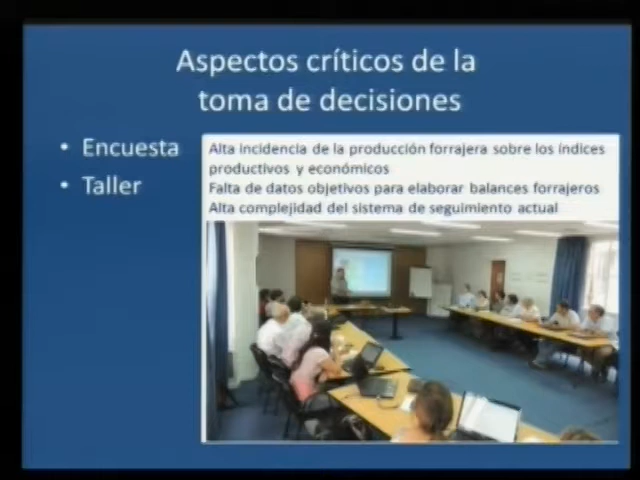 Aspectos críticos de la
toma de decisiones
• Encuesta
• Taller
Alta incidencia de la producción forrajera sobre los índices
productivos y económicos
Falta de datos objetivos para elaborar balances forrajeros
Alta complejidad del sistema de seguimiento actual